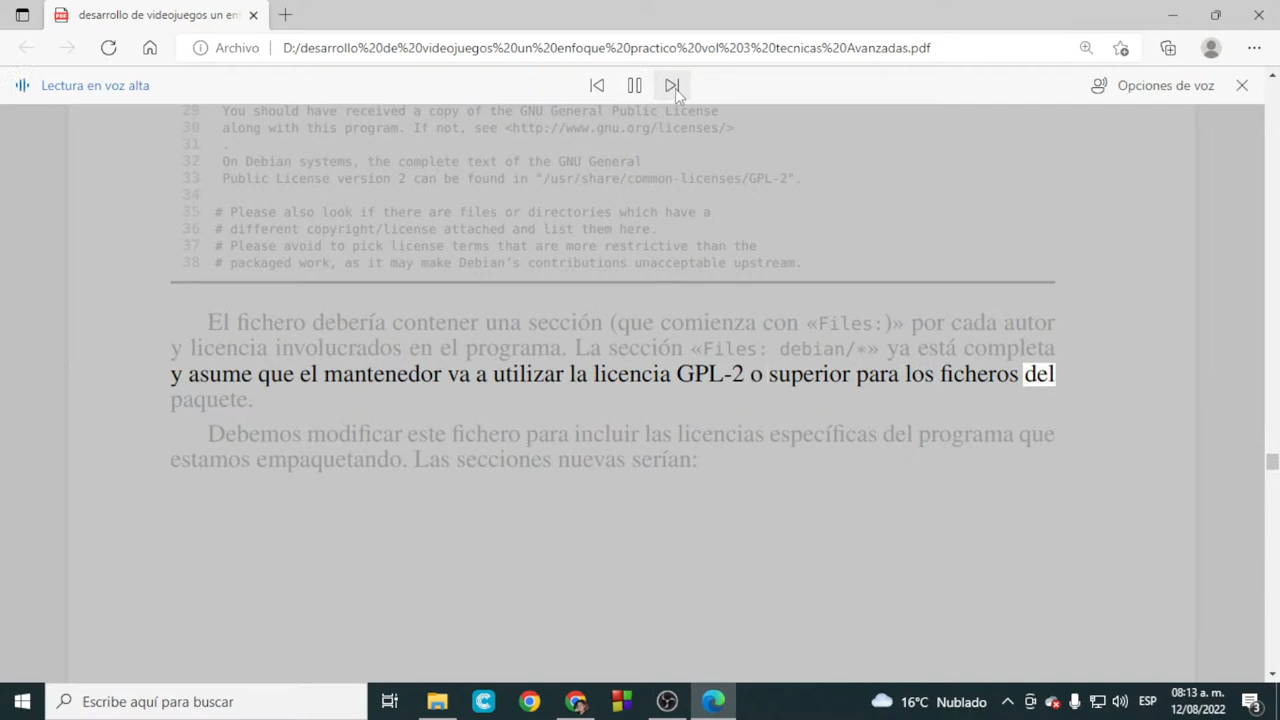 desarrollo de videojuegos un en
Archivo
D:/desarrollo%20de%20videojuegos%20un%20enfoque%20practico%20vol%203%20tecnicas%20Avanzadas.pdf
Lectura en voz alta
Opciones de voz
29 You should have received a copy of the GNU General Public License
30 along with this program. If not, see <http://www.gnu.org/licenses/>
31 .
32 On Debian systems, the complete text of the GNU General
33 Public License version 2 can be found in "/usr/share/common-licenses/GPL-2".
34
35 # Please also look if there are files or directories which have a
36 # different copyright/license attached and list them here.
37 # Please avoid to pick license terms that are more restrictive than the
38 # packaged work, as it may make Debian's contributions unacceptable upstream.
El fichero debería contener una sección (que comienza con «Files:)» por cada autor
y licencia involucrados en el programa. La sección «Files: debian/*» ya está completa
y asume que el mantenedor va a utilizar la licencia GPL-2 o superior para los ficheros del
paquete.
Debemos modificar este fichero para incluir las licencias específicas del programa que
estamos empaquetando. Las secciones nuevas serían:
Escribe aquí para buscar
16°C Nublado
ESP
08:13 a. m.
12/08/2022
3